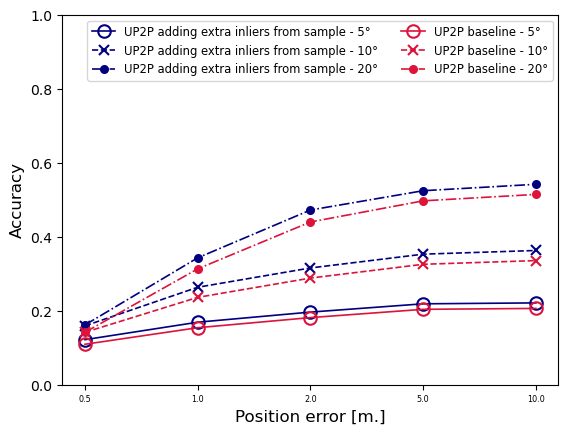 UP2P adding extra inliers from sample - 5°
UP2P adding extra inliers from sample - 10°
UP2P adding extra inliers from sample - 20°
UP2P baseline - 5°
UP2P baseline - 10°
UP2P baseline - 20°
Accuracy
1.0
0.8
0.6
0.4
0.2
0.0
0.5 1.0 2.0 5.0 10.0
Position error [m.]